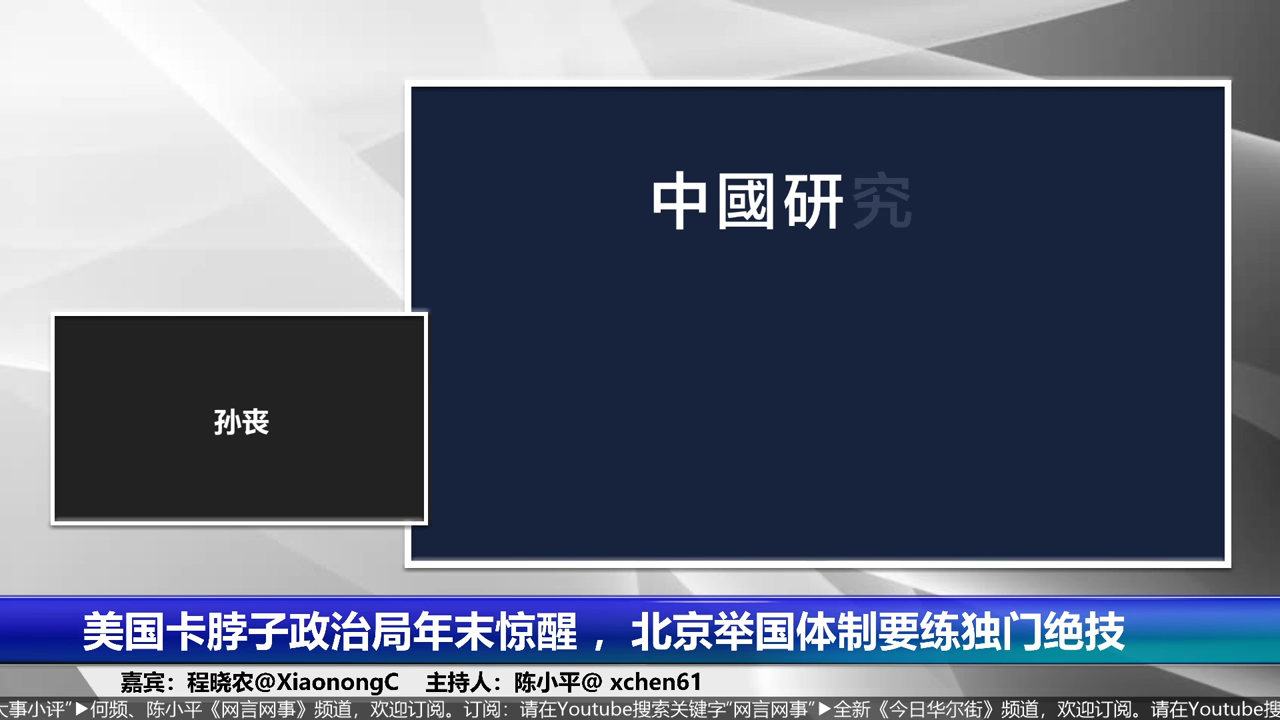 中國研究
孙丧
美国卡脖子政治局年末惊醒，北京举国体制要练独门绝技
嘉宾：程晓农@XiaonongC 主持人：陈小平@ xchen61
大事小评”▶何频、陈小平《网言网事》频道，欢迎订阅。订阅：请在Youtube搜索关键字“网言网事”▶全新《今日华尔街》频道，欢迎订阅。请在Youtube搜